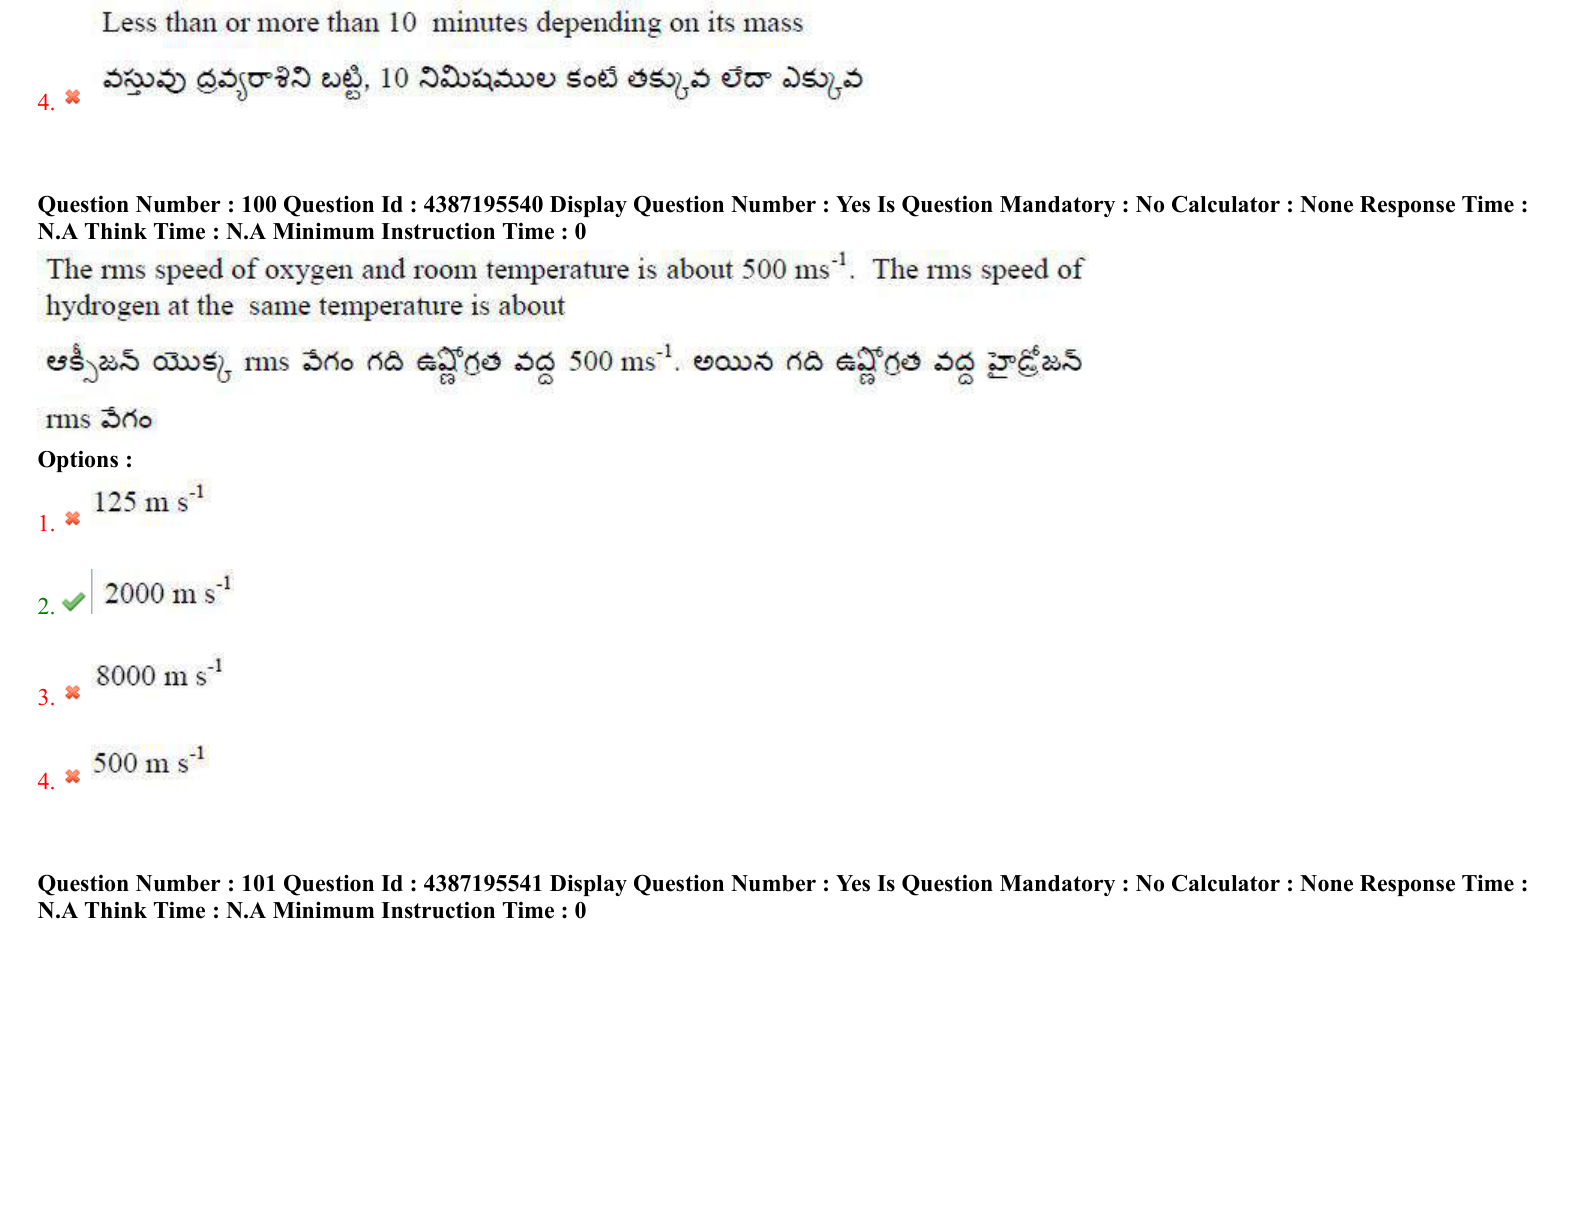 Less than or more than 10 minutes depending on its mass
వస్తువు ద్రవ్యరాశిని బట్టి, 10 నిమిషముల కంటే తక్కువ లేదా ఎక్కువ
4.
Question Number : 100 Question Id : 4387195540 Display Question Number : Yes Is Question Mandatory : No Calculator : None Response Time :
N.A Think Time : N.A Minimum Instruction Time : 0
The rms speed of oxygen and room temperature is about 500 ms⁻¹. The rms speed of
hydrogen at the same temperature is about
ఆక్సీజన్ యొక్క rms వేగం గది ఉష్ణోగ్రత వద్ద 500 ms⁻¹. అయిన గది ఉష్ణోగ్రత వద్ద హైడ్రోజన్
rms వేగం
Options :
1. 125 m s⁻¹
2. 2000 m s⁻¹
3. 8000 m s⁻¹
4. 500 m s⁻¹
Question Number : 101 Question Id : 4387195541 Display Question Number : Yes Is Question Mandatory : No Calculator : None Response Time :
N.A Think Time : N.A Minimum Instruction Time : 0